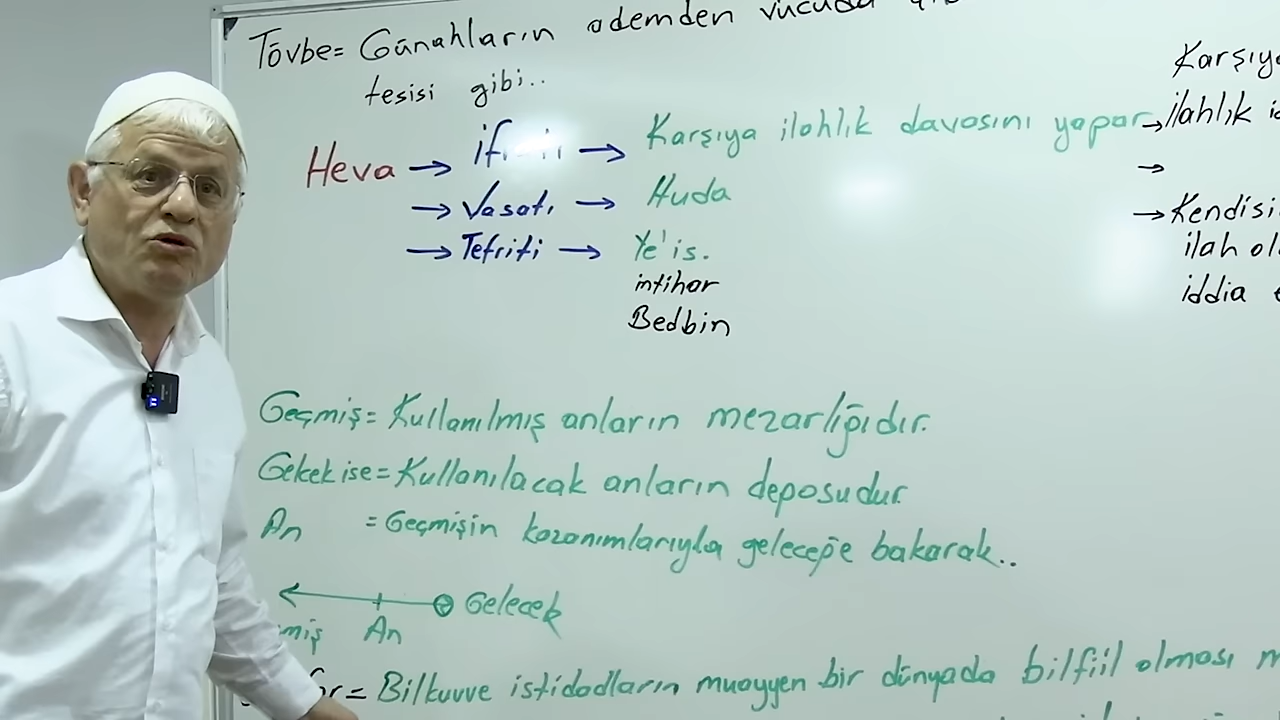 Tövbe= Günahların ademden vücuda
tesisi gibi..
Heva → → Karşıya ilahlık davasını yapar
→ Vasatı → Huda
→ Tefriti → Ye'is.
intihar
Bedbin
→ ilahlık
→
→ Kendisi
ilah
iddia
Geçmiş= Kullanılmış anların mezarlığıdır.
Gelcek ise= Kullanılacak anların deposudur
An = Geçmişin kazanımlarıyla geleceğe bakarak..
Gelecek
An
= Bilkuvve istidadların muayyen bir dünyada bilfiil olması